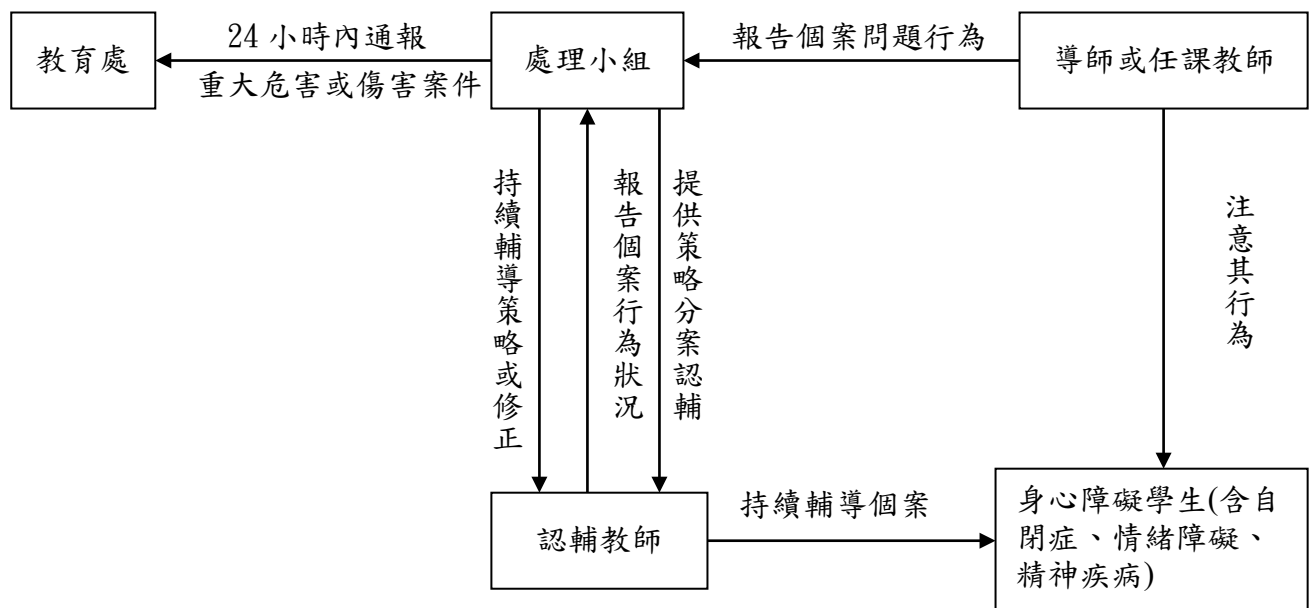 教育處
24 小時內通報
重大危害或傷害案件
處理小組
報告個案問題行為
導師或任課教師
持續輔導策略或修正
報告個案行為狀況
提供策略分案認輔
注意其行為
認輔教師
持續輔導個案
身心障礙學生(含自
閉症、情緒障礙、
精神疾病)